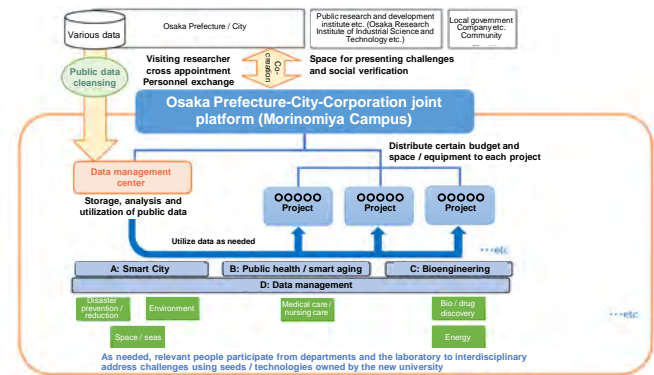 Various data
Osaka Prefecture / City
Public research and development
institute etc. (Osaka Research
Institute of Industrial Science and
Technology etc.)
Local government
Company etc.
Community
Public data
cleansing
Visiting researcher
cross appointment
Personnel exchange
Co-
creation
Space for presenting challenges
and social verification
Osaka Prefecture-City-Corporation joint
platform (Morinomiya Campus)
Distribute certain budget and
space / equipment to each project
Data management
center
Storage, analysis and
utilization of public data
OOOOO
Project
OOOOO
Project
OOOOO
Project
Utilize data as needed
•••etc
A: Smart City
B: Public health / smart aging
C: Bioengineering
D: Data management
Disaster
prevention /
reduction
Environment
Medical care /
nursing care
Bio / drug
discovery
•••etc
Space / seas
Energy
As needed, relevant people participate from departments and the laboratory to interdisciplinary
address challenges using seeds / technologies owned by the new university